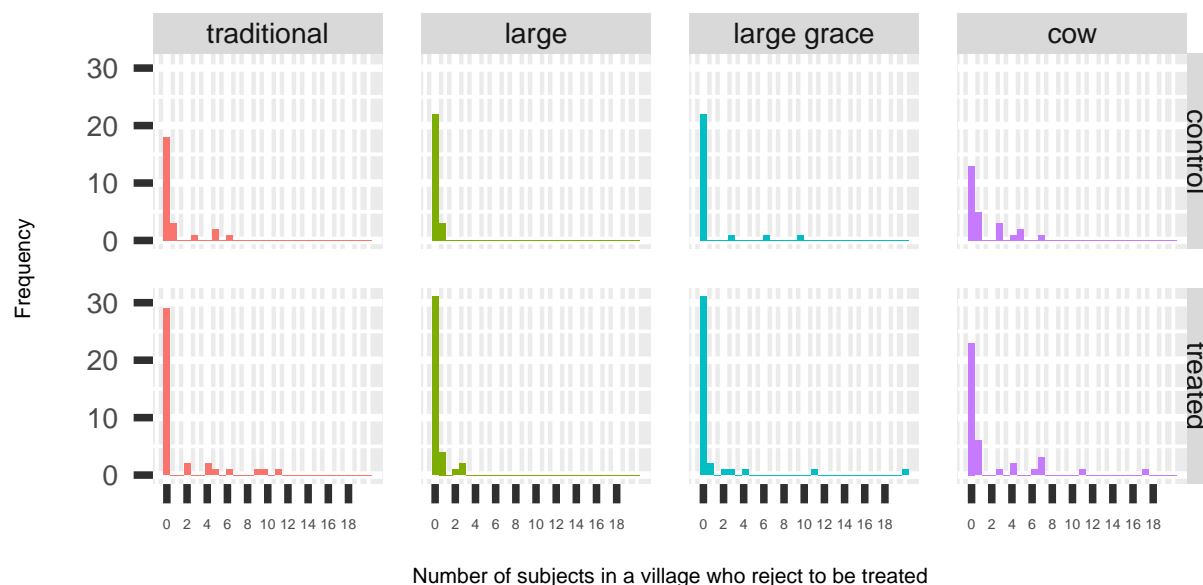 traditional large large grace cow
30
20
10
0
control
Frequency
30
20
10
0
treated
0 2 4 6 8 10 12 14 16 18 0 2 4 6 8 10 12 14 16 18 0 2 4 6 8 10 12 14 16 18 0 2 4 6 8 10 12 14 16 18
Number of subjects in a village who reject to be treated